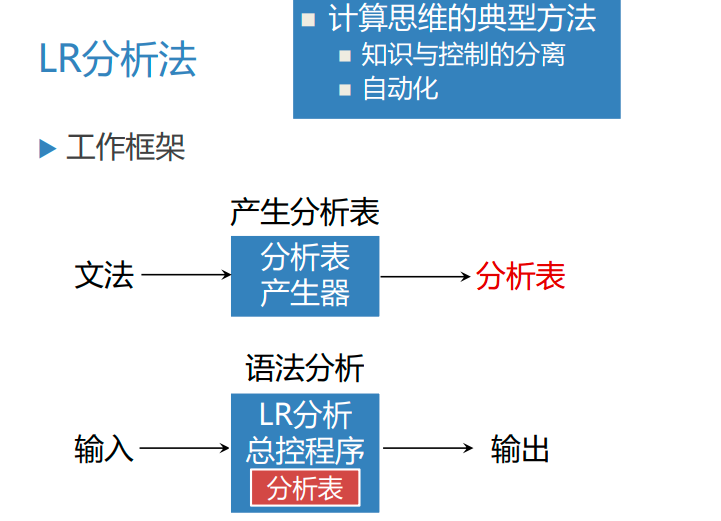 LR分析法
计算思维的典型方法
知识与控制的分离
自动化
工作框架
产生分析表
文法
分析表
产生器
分析表
语法分析
输入
LR分析
总控程序
分析表
输出